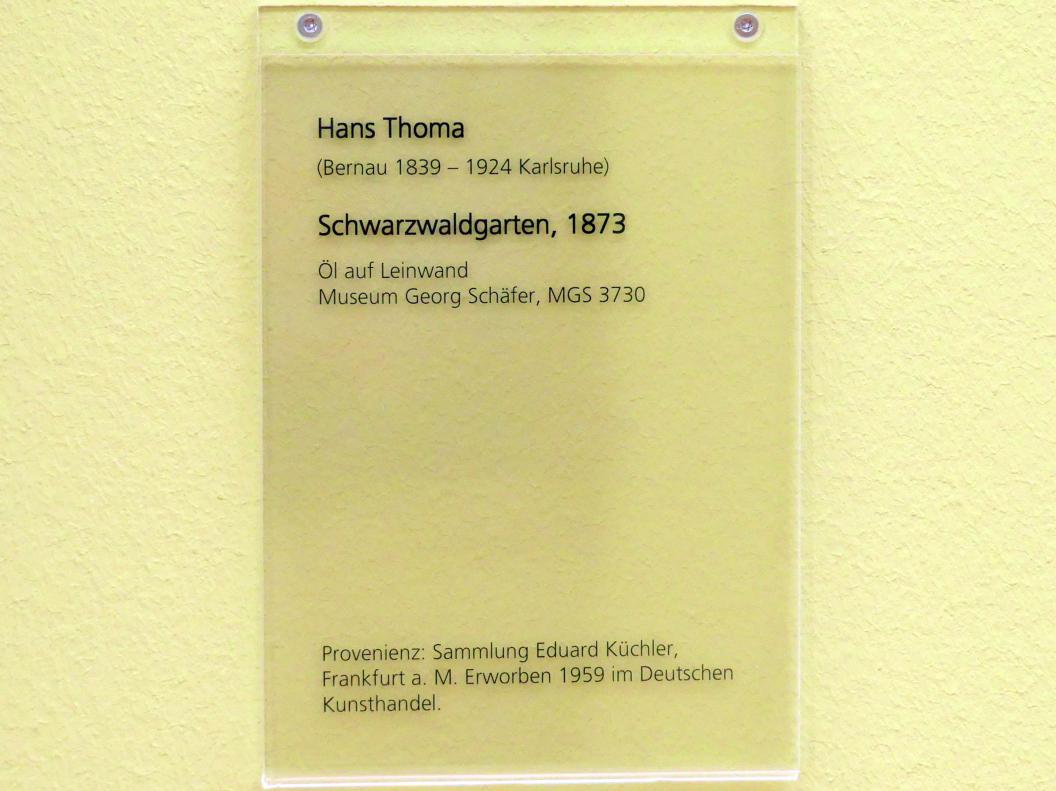 Hans Thoma
(Bernau 1839 – 1924 Karlsruhe)
Schwarzwaldgarten, 1873
Öl auf Leinwand
Museum Georg Schäfer, MGS 3730
Provenienz: Sammlung Eduard Küchler,
Frankfurt a. M. Erworben 1959 im Deutschen
Kunsthandel.